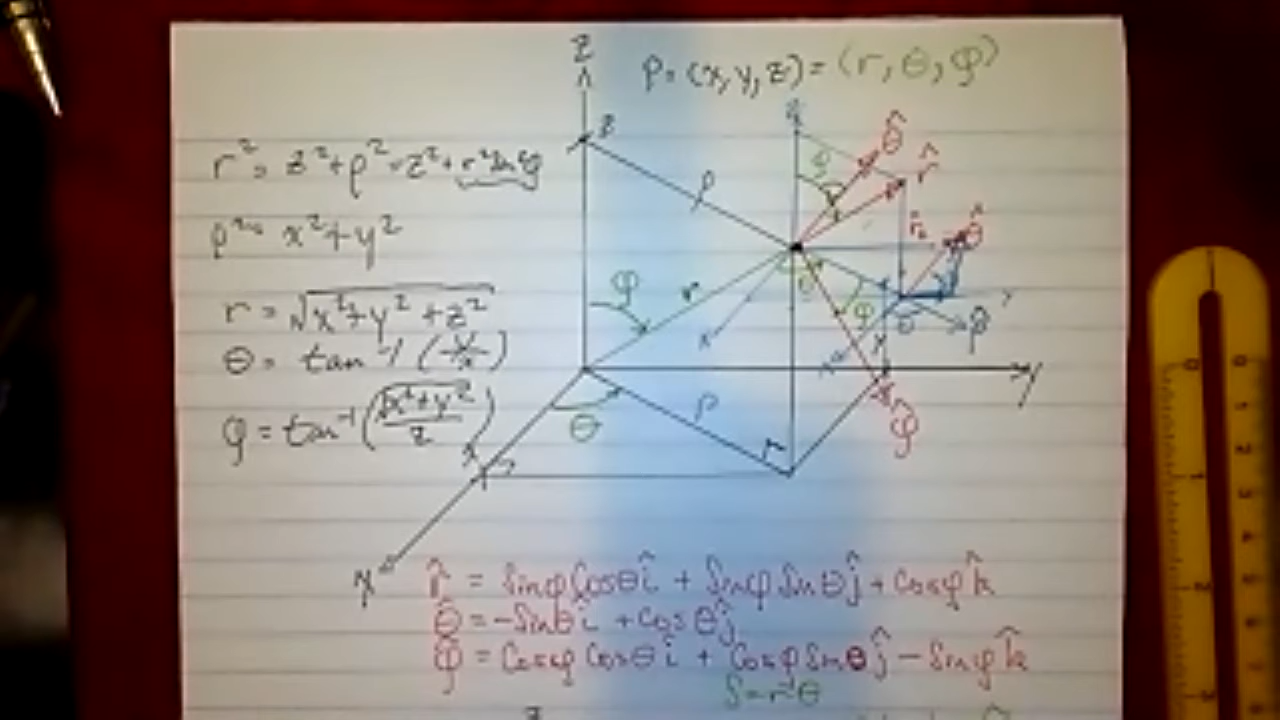 P = (x, y, z) = (r, θ, φ)
r² = z² + ρ² = z² + r² sin²φ
ρ² = x² + y²
r = √x² + y² + z²
θ = tan⁻¹ (y/x)
φ = tan⁻¹ (√x² + y² / z)
z
z
ρ
φ
r
θ
ρ
r
x
x
y
φ
θ̂
r̂
θ̂
φ
ρ̂
φ̂
r̂ = sinφ cosθ î + sinφ sinθ ĵ + cosφ k̂
θ̂ = -sinθ î + cosθ ĵ
φ̂ = cosφ cosθ î + cosφ sinθ ĵ - sinφ k̂
S = rθ
z